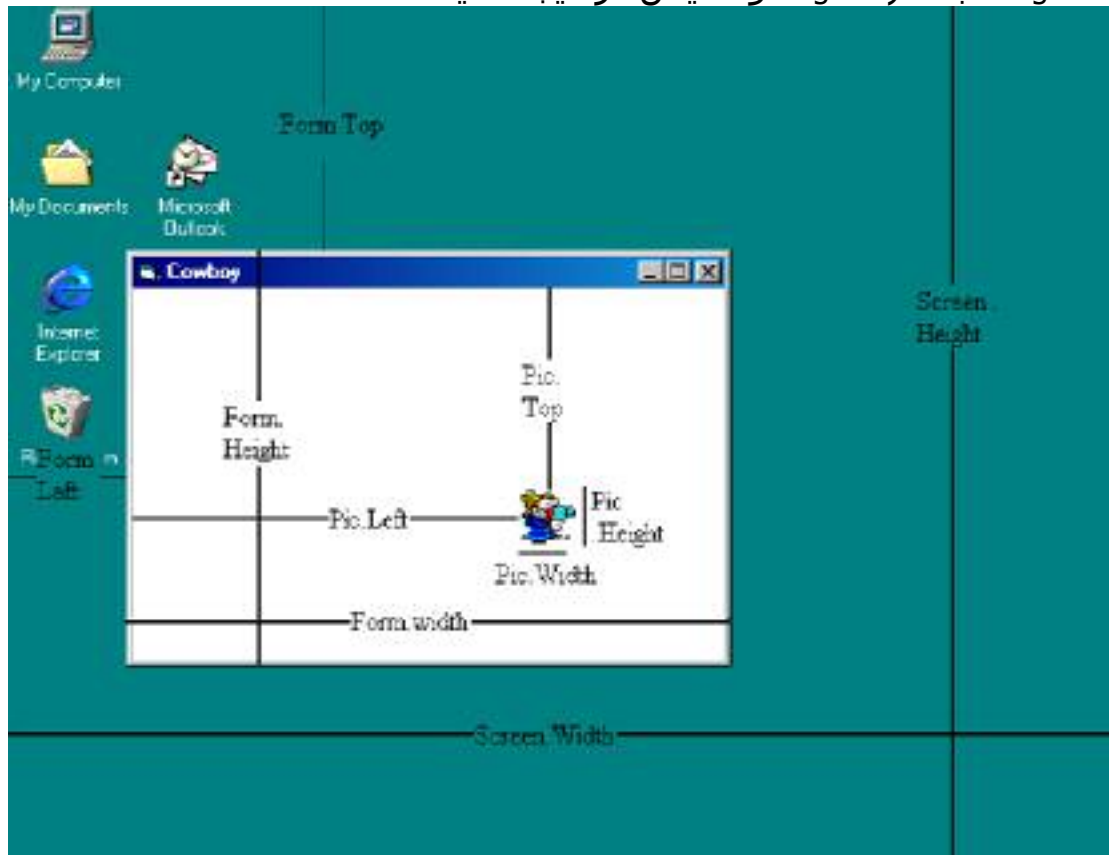 My Computer
Form Top
My Documents
Microsoft
Outlook
Cowboy
Internet
Explorer
Screen.
Height
Pic.
Top
Form.
Height
Form
Left
Pic.Left
Pic
.Height
Pic.Width
Form.width
Screen.Width